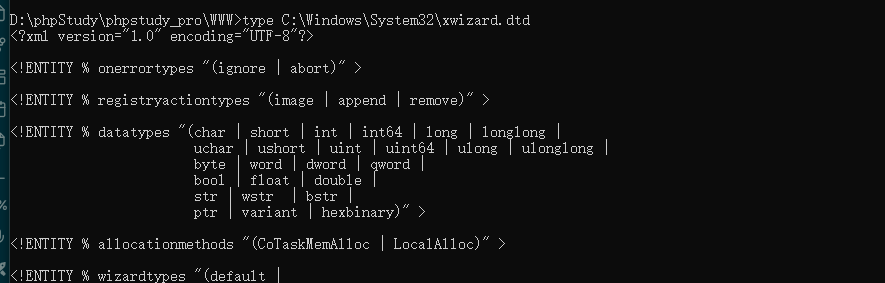 D:\phpStudy\phpstudy_pro\WWW>type C:\Windows\System32\xwizard.dtd
<?xml version="1.0" encoding="UTF-8"?>
<!ENTITY % onerrortypes "(ignore | abort)" >
<!ENTITY % registryactiontypes "(image | append | remove)" >
<!ENTITY % datatypes "(char | short | int | int64 | long | longlong |
uchar | ushort | uint | uint64 | ulong | ulonglong |
byte | word | dword | qword |
bool | float | double |
str | wstr | bstr |
ptr | variant | hexbinary)" >
<!ENTITY % allocationmethods "(CoTaskMemAlloc | LocalAlloc)" >
<!ENTITY % wizardtypes "(default |